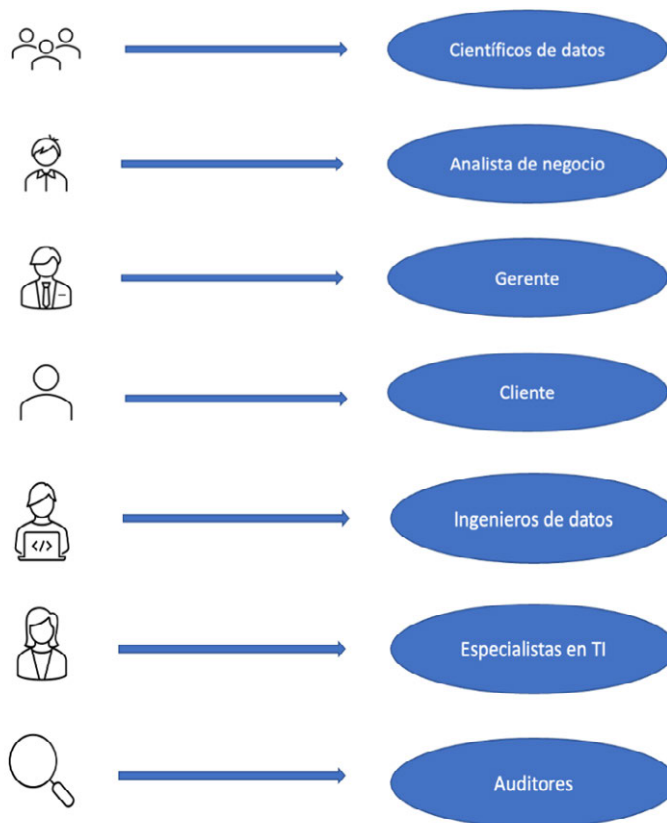 Científicos de datos
Analista de negocio
Gerente
Cliente
</>
Ingenieros de datos
Especialistas en TI
Auditores